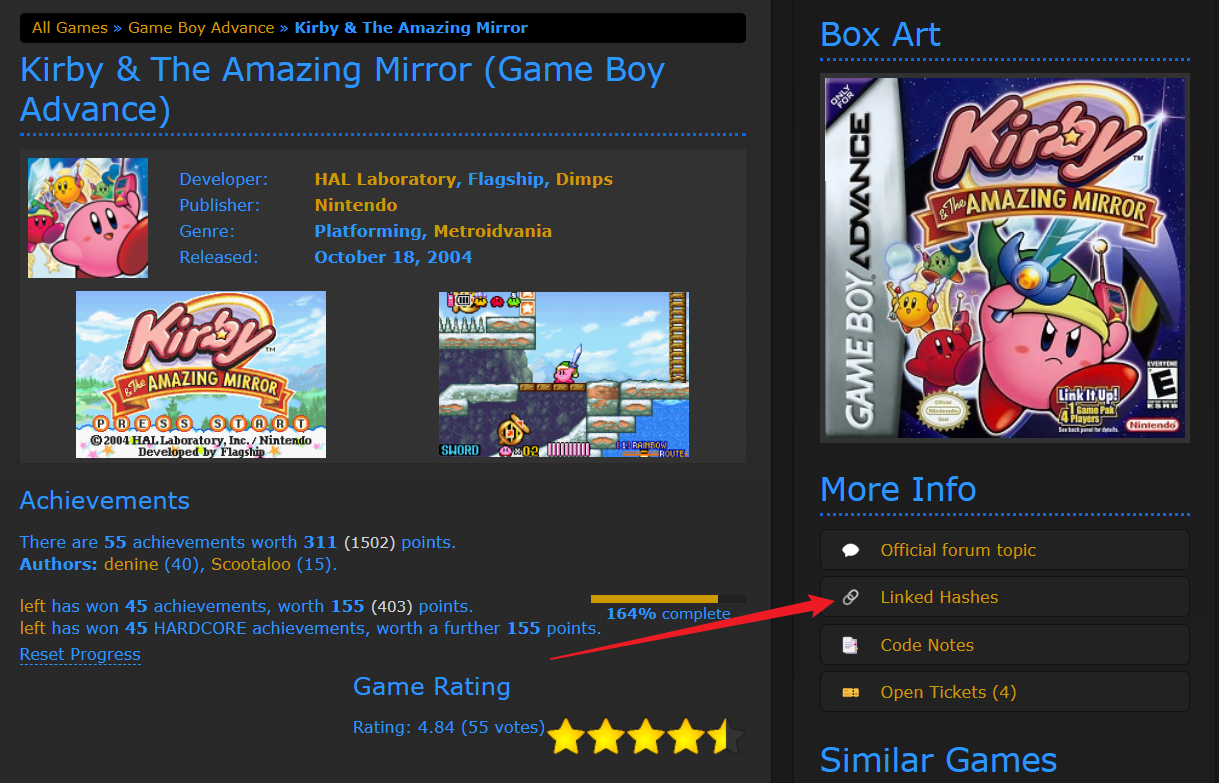 All Games » Game Boy Advance » Kirby & The Amazing Mirror
Kirby & The Amazing Mirror (Game Boy
Advance)
Developer: HAL Laboratory, Flagship, Dimps
Publisher: Nintendo
Genre: Platforming, Metroidvania
Released: October 18, 2004
Kirby
TM
& The AMAZING MIRROR
PRESS START
©2004 HAL Laboratory, Inc. / Nintendo
Developed by Flagship
SWORD
×02
[1] RAINBOW
ROUTE
Achievements
There are 55 achievements worth 311 (1502) points.
Authors: denine (40), Scootaloo (15).
left has won 45 achievements, worth 155 (403) points.
left has won 45 HARDCORE achievements, worth a further 155 points.
164% complete
Reset Progress
Game Rating
Rating: 4.84 (55 votes)
Box Art
ONLY
FOR
GAME BOY ADVANCE
Kirby
TM
& The AMAZING MIRROR
Official
Nintendo
Seal
Link It Up!
1 Game Pak
4 Players
See back panel for details.
EVERYONE
E
ESRB
Nintendo
More Info
Official forum topic
Linked Hashes
Code Notes
Open Tickets (4)
Similar Games